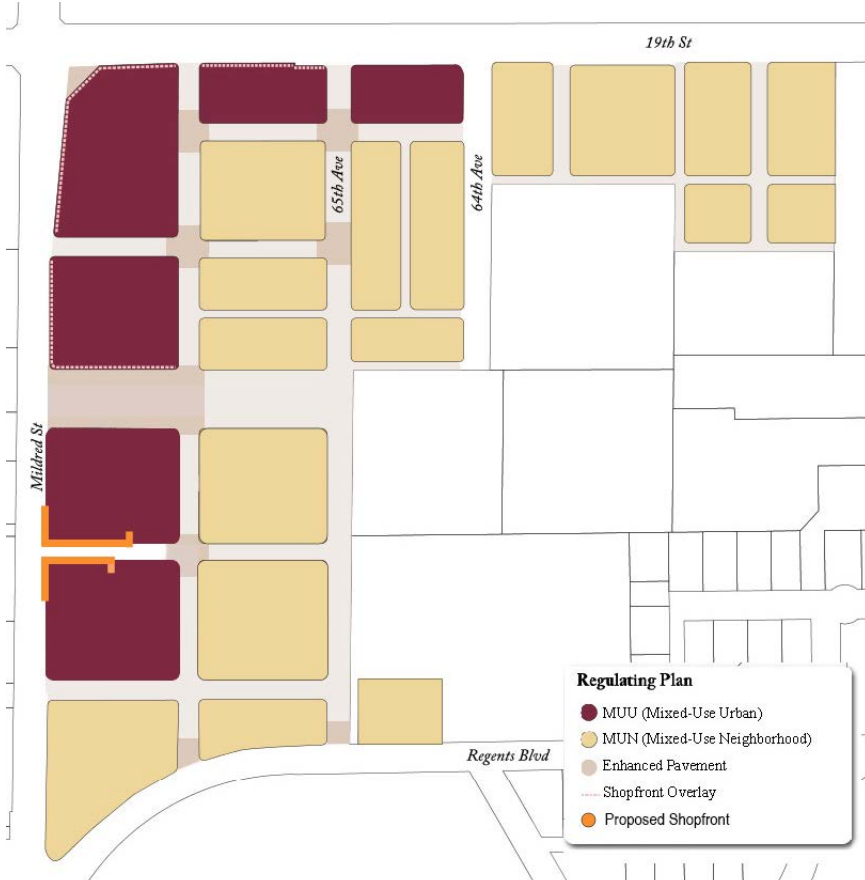 19th St
65th Ave
64th Ave
Mildred St
Regents Blvd
Regulating Plan
MUU (Mixed-Use Urban)
MUN (Mixed-Use Neighborhood)
Enhanced Pavement
Shopfront Overlay
Proposed Shopfront